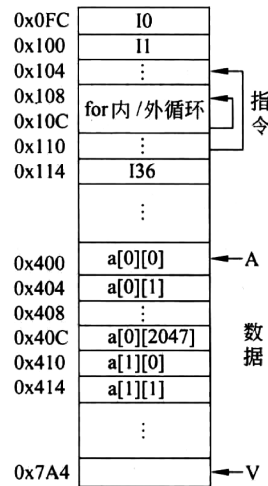 0x0FC I0
0x100 I1
0x104 ⋮
0x108 for内/外循环
0x10C
0x110 ⋮
0x114 I36
⋮
0x400 a[0][0] A
0x404 a[0][1]
0x408 ⋮
0x40C a[0][2047]
0x410 a[1][0]
0x414 a[1][1]
⋮
0x7A4 V
指令
数据